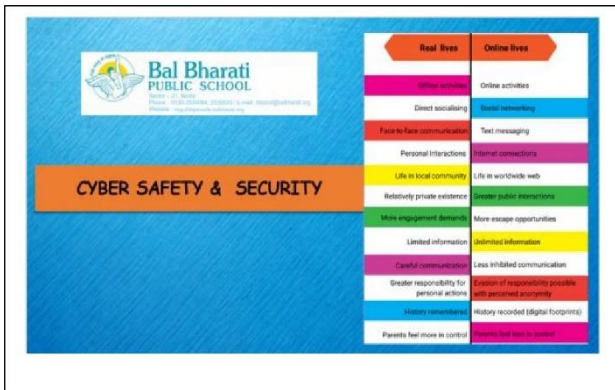 Bal Bharati
PUBLIC SCHOOL
CYBER SAFETY & SECURITY
Real lives Online lives
Offline activities Online activities
Direct socialising Social networking
Face-to-face communication Text messaging
Personal Interactions Internet connections
Life in local community Life in worldwide web
Relatively private existence Greater public interactions
More engagement demands More escape opportunities
Limited information Unlimited information
Careful communication Less inhibited communication
Greater responsibility for Evasion of responsibility possible
personal actions with perceived anonymity
History remembered History recorded (digital footprints)
Parents feel more in control Parents feel less in control